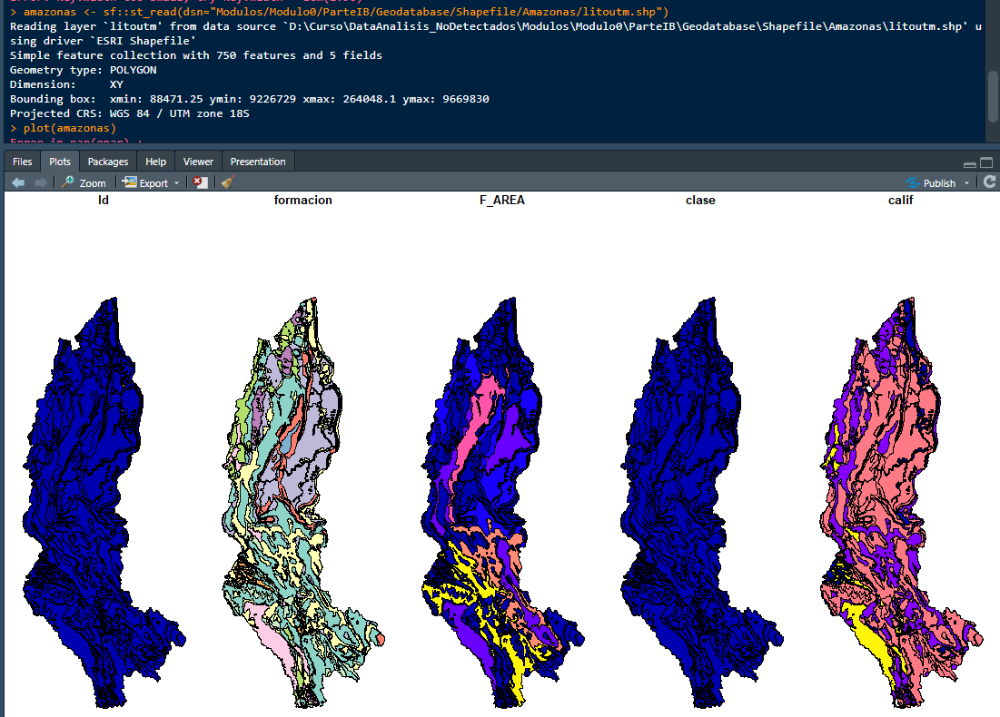 > amazonas <- sf::st_read(dsn="Modulos/Modulo0/ParteIB/Geodatabase/Shapefile/Amazonas/litoutm.shp")
Reading layer `litoutm' from data source `D:\Curso\DataAnalisis_NoDetectados\Modulos\Modulo0\ParteIB\Geodatabase\Shapefile\Amazonas\litoutm.shp' u
sing driver `ESRI Shapefile'
Simple feature collection with 750 features and 5 fields
Geometry type: POLYGON
Dimension:     XY
Bounding box:  xmin: 88471.25 ymin: 9226729 xmax: 264048.1 ymax: 9669830
Projected CRS: WGS 84 / UTM zone 18S
> plot(amazonas)
Files Plots Packages Help Viewer Presentation
Zoom Export Publish
Id formacion F_AREA clase calif